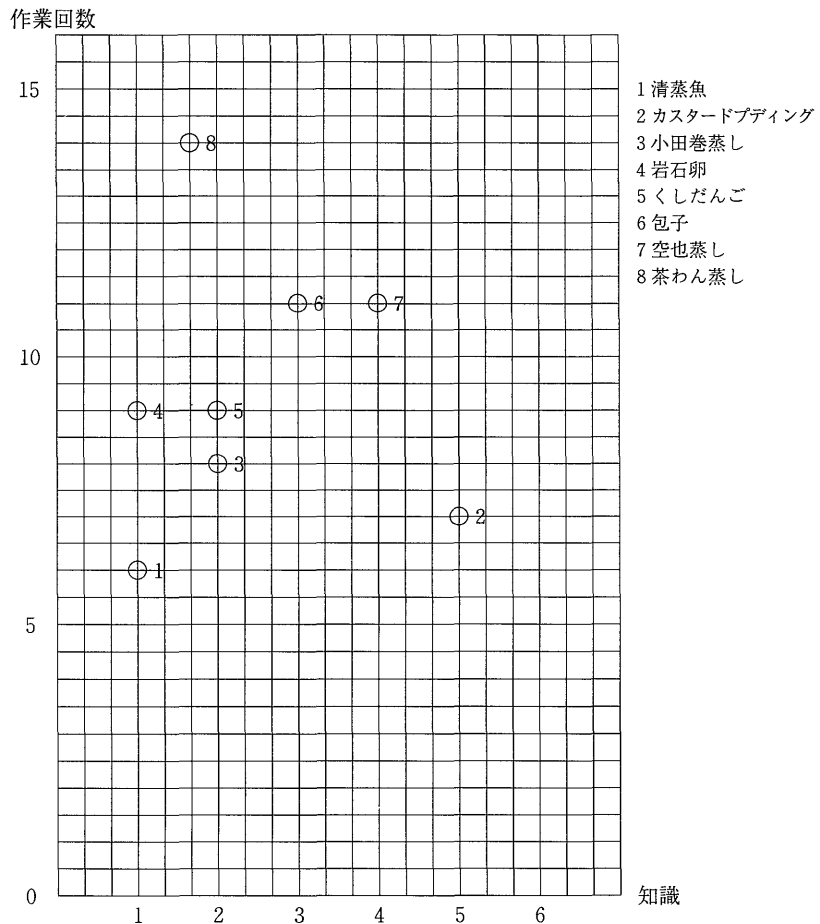 作業回数
15
1 清蒸魚
2 カスタードプディング
3 小田巻蒸し
4 岩石卵
5 くしだんご
6 包子
7 空也蒸し
8 茶わん蒸し
8
6
7
10
4
5
3
2
1
5
0
知識
1 2 3 4 5 6